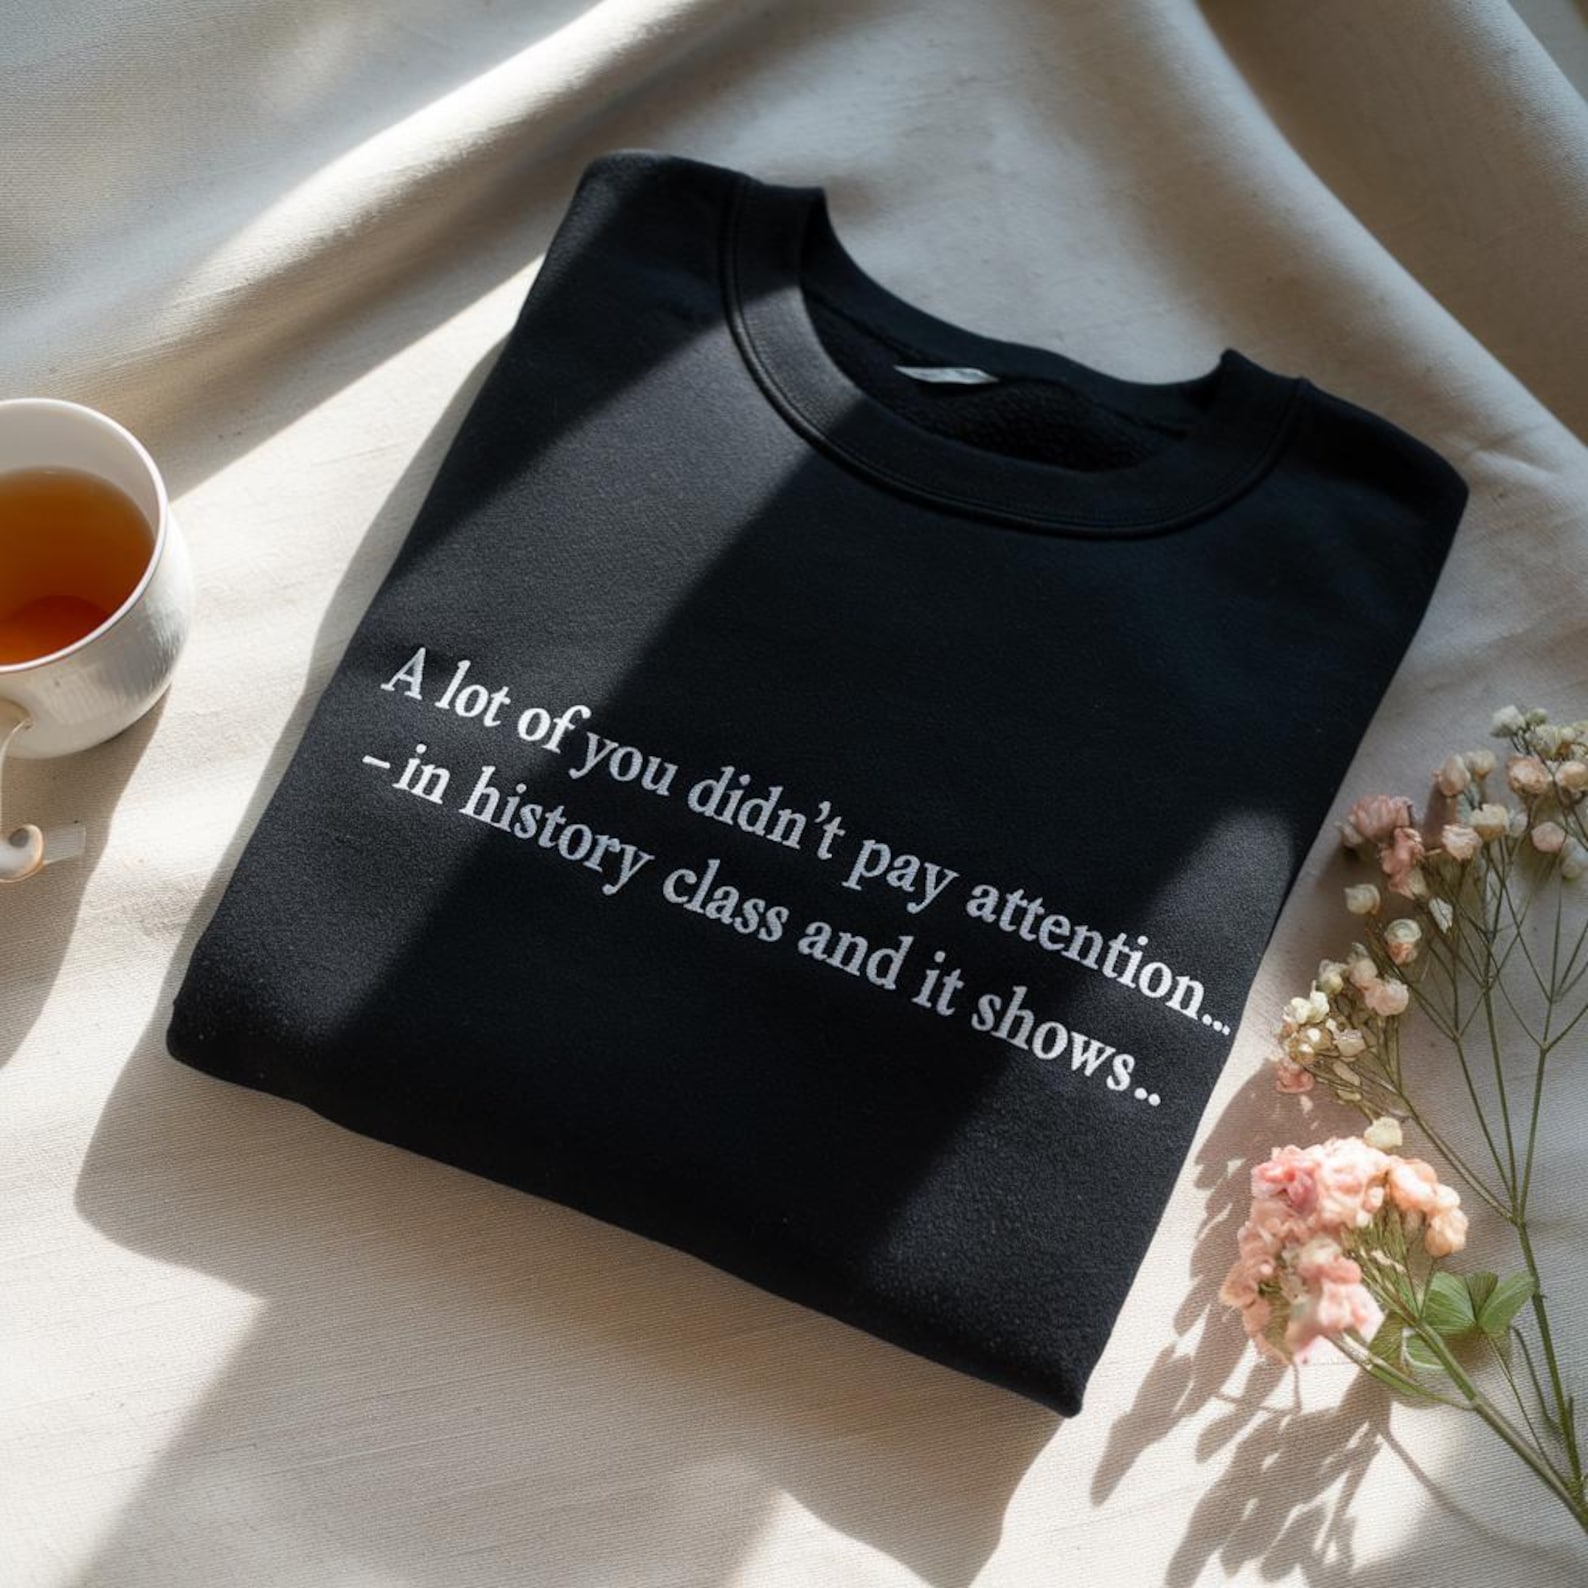 A lot of you didn’t pay attention...
– in history class and it shows..